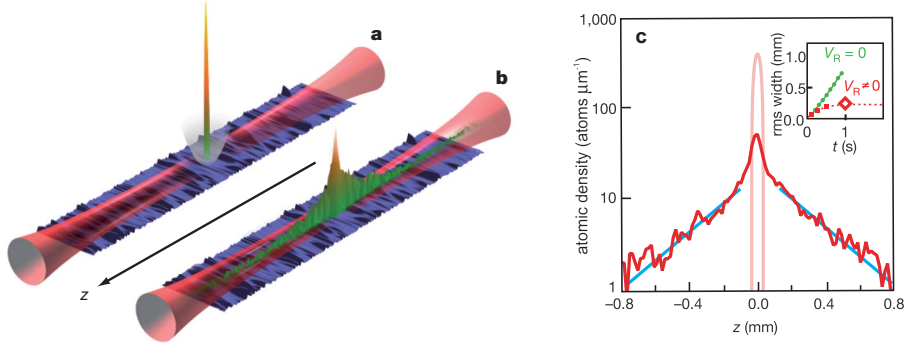 a
b
z
c
1,000
100
10
1
atomic density (atoms μm⁻¹)
−0.8
−0.4
0.0
0.4
0.8
z (mm)
rms width (mm)
1.0
0.5
0.0
V_R = 0
V_R ≠ 0
0
1
t (s)